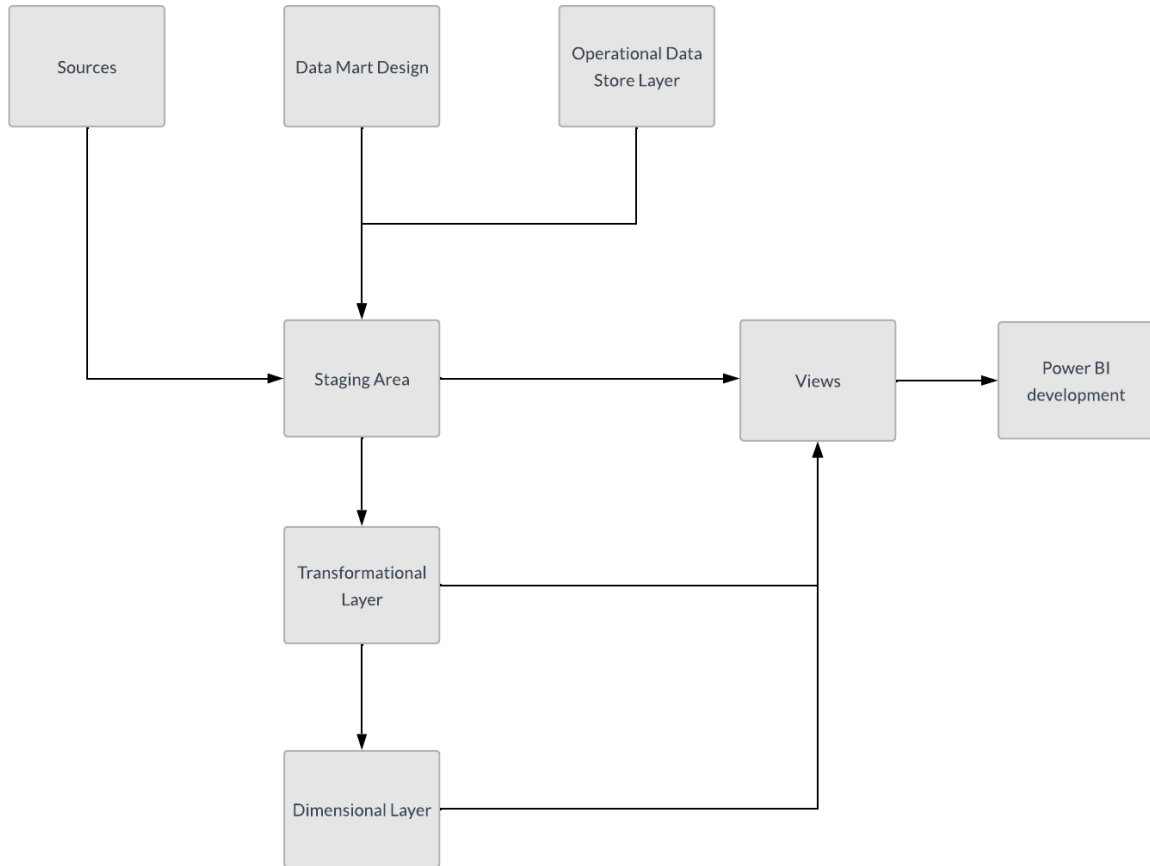 Sources
Data Mart Design
Operational Data
Store Layer
Staging Area
Views
Power BI
development
Transformational
Layer
Dimensional Layer